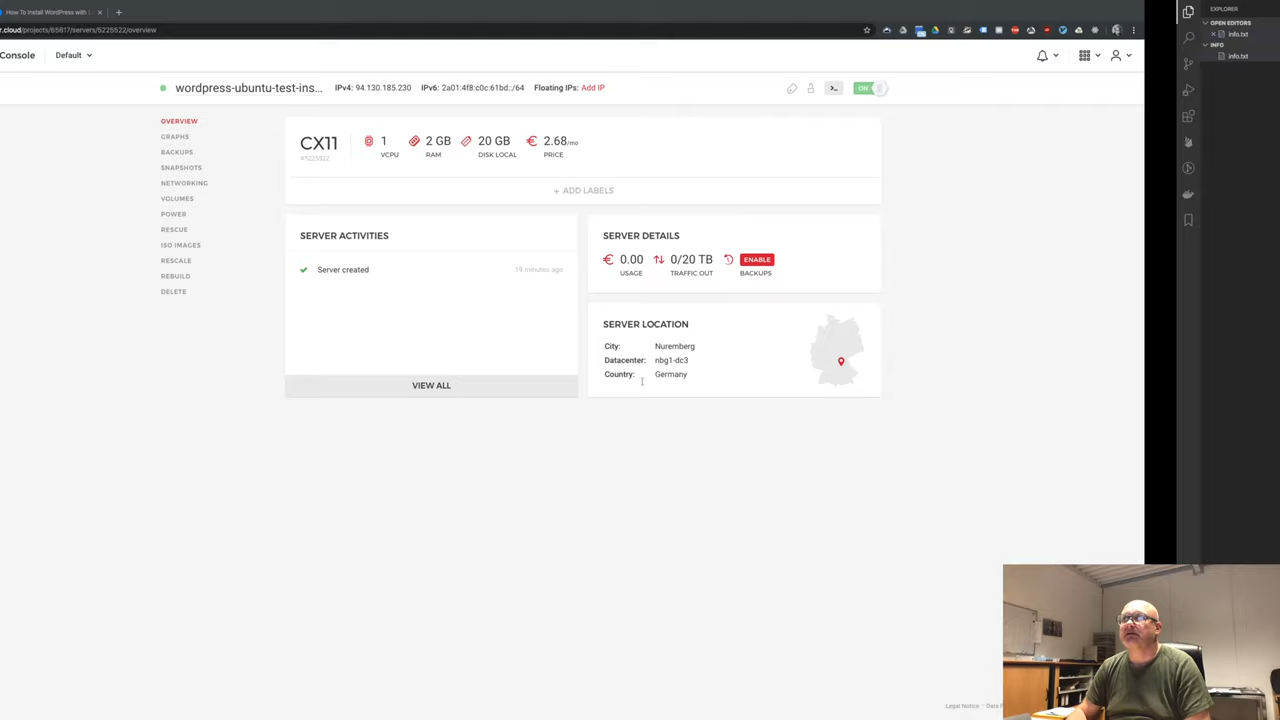 How To install WordPress with L
r.cloud/projects/65817/servers/5225522/overview
Console
Default
wordpress-ubuntu-test-ins...
IPv4: 94.130.185.230
IPv6: 2a01:4f8:c0c:61bd::/64
Floating IPs: Add IP
ON
OVERVIEW
GRAPHS
BACKUPS
SNAPSHOTS
NETWORKING
VOLUMES
POWER
RESCUE
ISO IMAGES
RESCALE
REBUILD
DELETE
CX11
#5225522
1
VCPU
2 GB
RAM
20 GB
DISK LOCAL
€ 2.68/mo
PRICE
+ ADD LABELS
SERVER ACTIVITIES
Server created
19 minutes ago
VIEW ALL
SERVER DETAILS
€ 0.00
USAGE
0/20 TB
TRAFFIC OUT
ENABLE
BACKUPS
SERVER LOCATION
City: Nuremberg
Datacenter: nbg1-dc3
Country: Germany
EXPLORER
OPEN EDITORS
info.txt
INFO
info.txt
Legal Notice